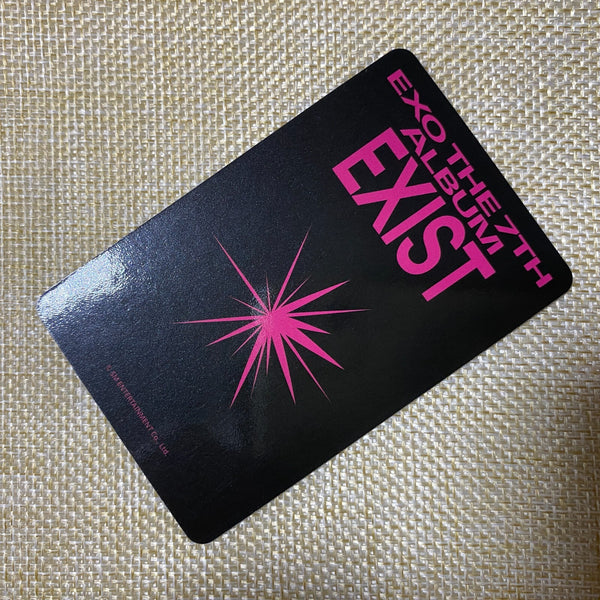 EXO THE 7TH
ALBUM
EXIST
© SM ENTERTAINMENT Co., Ltd.